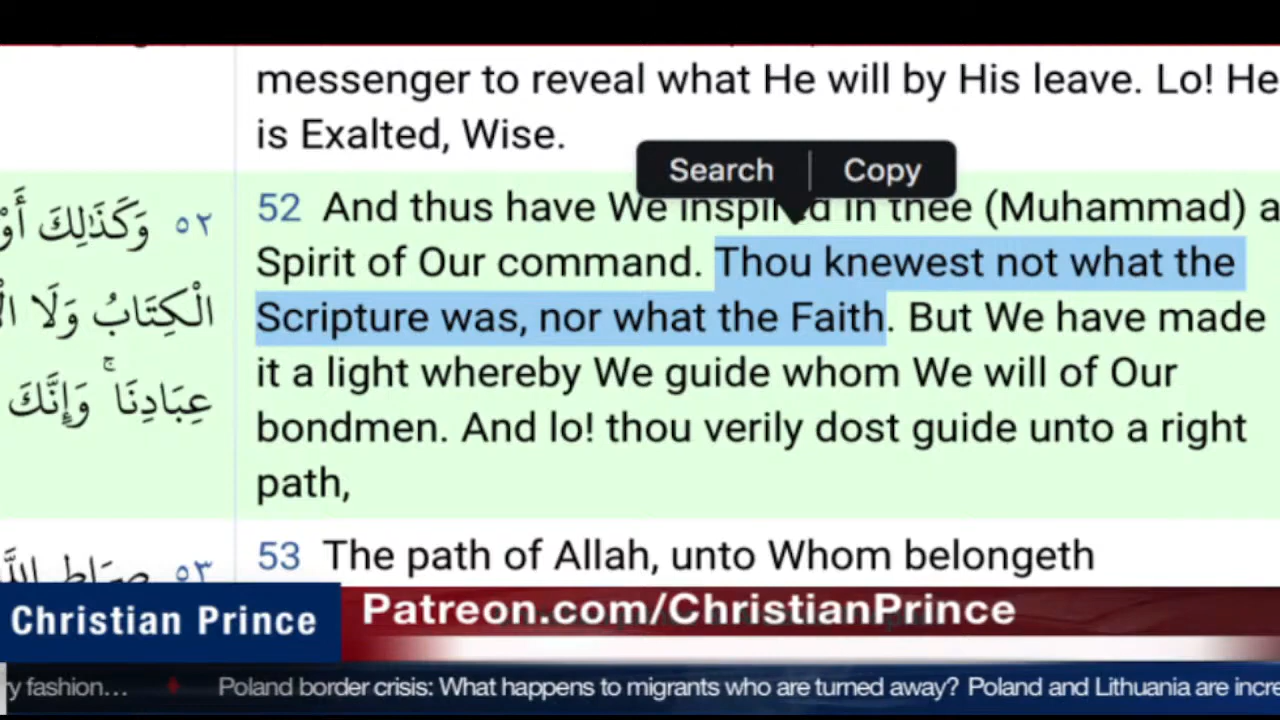 messenger to reveal what He will by His leave. Lo! He
is Exalted, Wise.
Search
Copy
52 And thus have We inspired in thee (Muhammad) a
Spirit of Our command. Thou knewest not what the
Scripture was, nor what the Faith. But We have made
it a light whereby We guide whom We will of Our
bondmen. And lo! thou verily dost guide unto a right
path,
٥٢ وَكَذَٰلِكَ
الْكِتَابُ وَلَا
عِبَادِنَا ۚ وَإِنَّكَ
53 The path of Allah, unto Whom belongeth
٥٣ صِرَاطِ
Christian Prince
Patreon.com/ChristianPrince
fashion... Poland border crisis: What happens to migrants who are turned away? Poland and Lithuania are